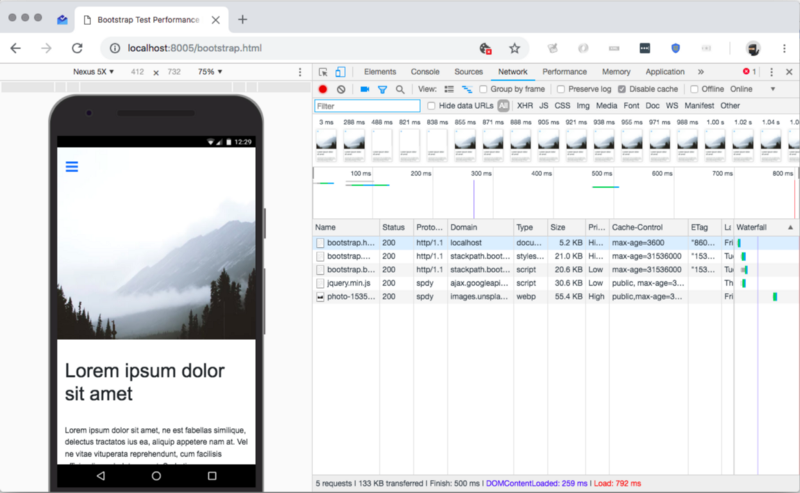 Bootstrap Test Performance
localhost:8005/bootstrap.html
Nexus 5X ▼ 412 × 732 75% ▼
Elements Console Sources Network Performance Memory Application » 1
View: Group by frame Preserve log Disable cache Offline Online
Filter Hide data URLs All XHR JS CSS Img Media Font Doc WS Manifest Other
3 ms 288 ms 488 ms 821 ms 836 ms 855 ms 871 ms 888 ms 905 ms 921 ms 938 ms 955 ms 971 ms 988 ms 1.00 s 1.02 s 1.04 s 1.0
100 ms 200 ms 300 ms 400 ms 500 ms 600 ms 700 ms 800 ms
Name Status Proto… Domain Type Size Pri… Cache-Control ETag La Waterfall
bootstrap.h… 200 http/1.1 localhost docu… 5.2 KB Hi… max-age=3600 "860… Fri
bootstrap.… 200 http/1.1 stackpath.boot… styles… 21.0 KB Hi… max-age=31536000 "153… Tu
bootstrap.b… 200 http/1.1 stackpath.boot… script 20.6 KB Low max-age=31536000 "153… Tu
jquery.min.js 200 spdy ajax.googleapi… script 30.6 KB Low public, max-age=3… Th
photo-1535… 200 spdy images.unspla… webp 55.4 KB High public,max-age=3… Fri
5 requests | 133 KB transferred | Finish: 500 ms | DOMContentLoaded: 259 ms | Load: 792 ms
12:29
Lorem ipsum dolor
sit amet
Lorem ipsum dolor sit amet, ne est fabellas similique,
delectus tractatos ius ea, aliquip appetere nam at. Vel
ne vitae vituperata reprehendunt, cum facilisis